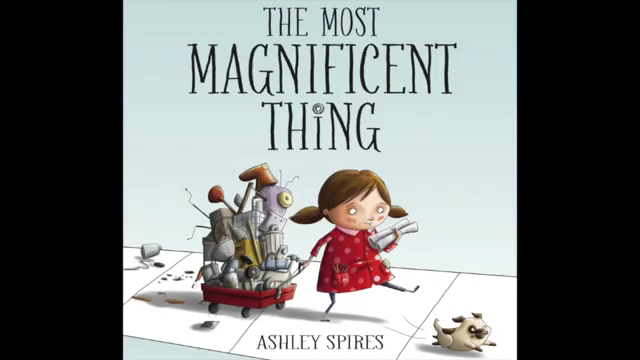 THE MOST
MAGNIFICENT
THiNG
ASHLEY SPIRES